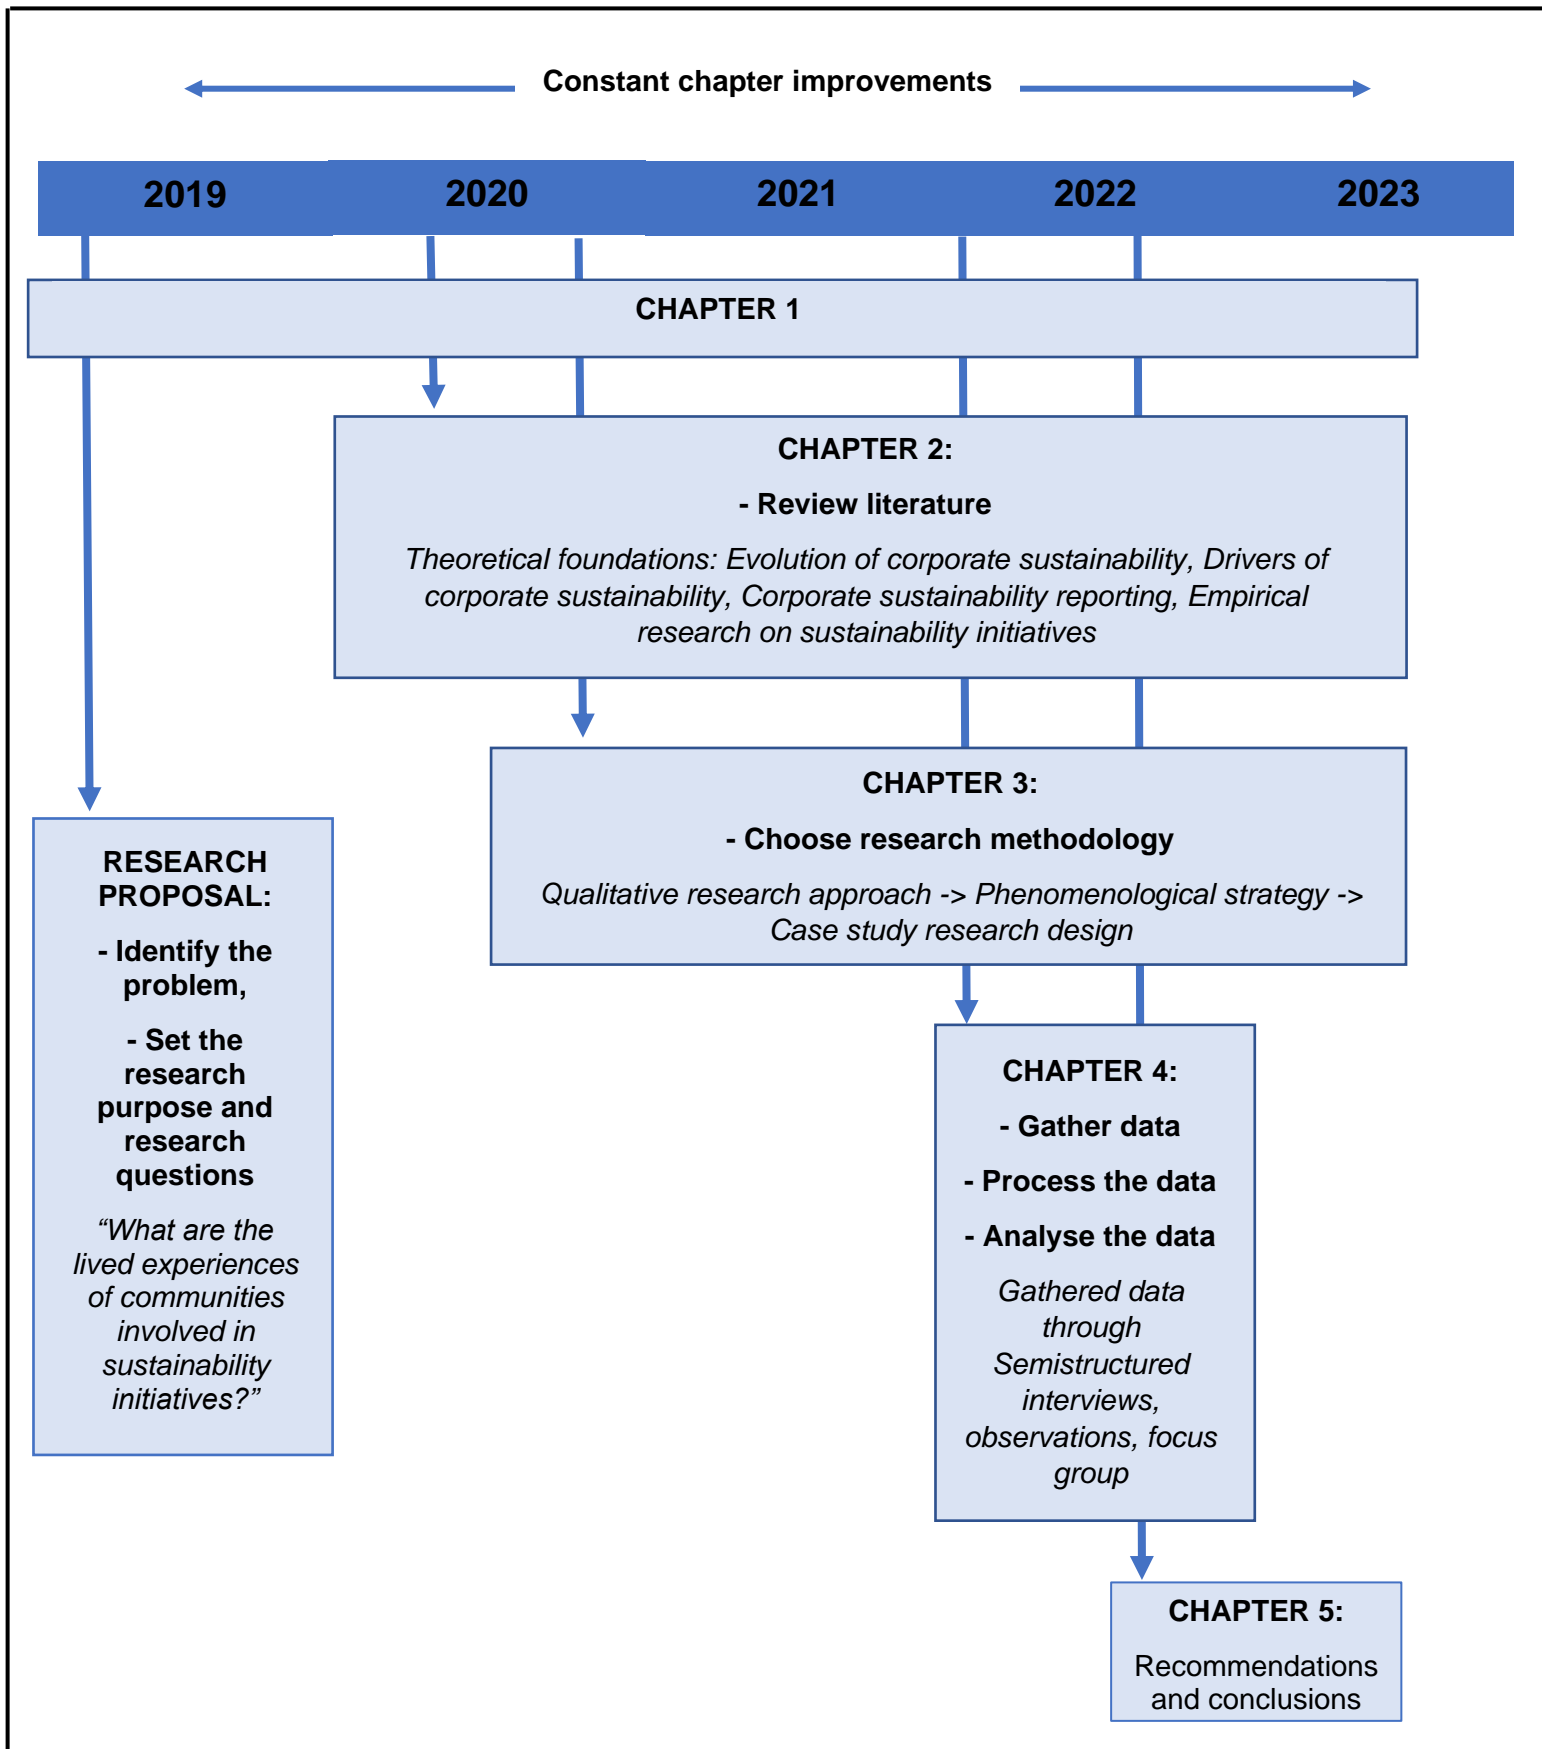 Constant chapter improvements
2019 2020 2021 2022 2023
CHAPTER 1
CHAPTER 2:
- Review literature
Theoretical foundations: Evolution of corporate sustainability, Drivers of
corporate sustainability, Corporate sustainability reporting, Empirical
research on sustainability initiatives
CHAPTER 3:
- Choose research methodology
Qualitative research approach -> Phenomenological strategy ->
Case study research design
RESEARCH
PROPOSAL:
- Identify the
problem,
- Set the
research
purpose and
research
questions
“What are the
lived experiences
of communities
involved in
sustainability
initiatives?”
CHAPTER 4:
- Gather data
- Process the data
- Analyse the data
Gathered data
through
Semistructured
interviews,
observations, focus
group
CHAPTER 5:
Recommendations
and conclusions